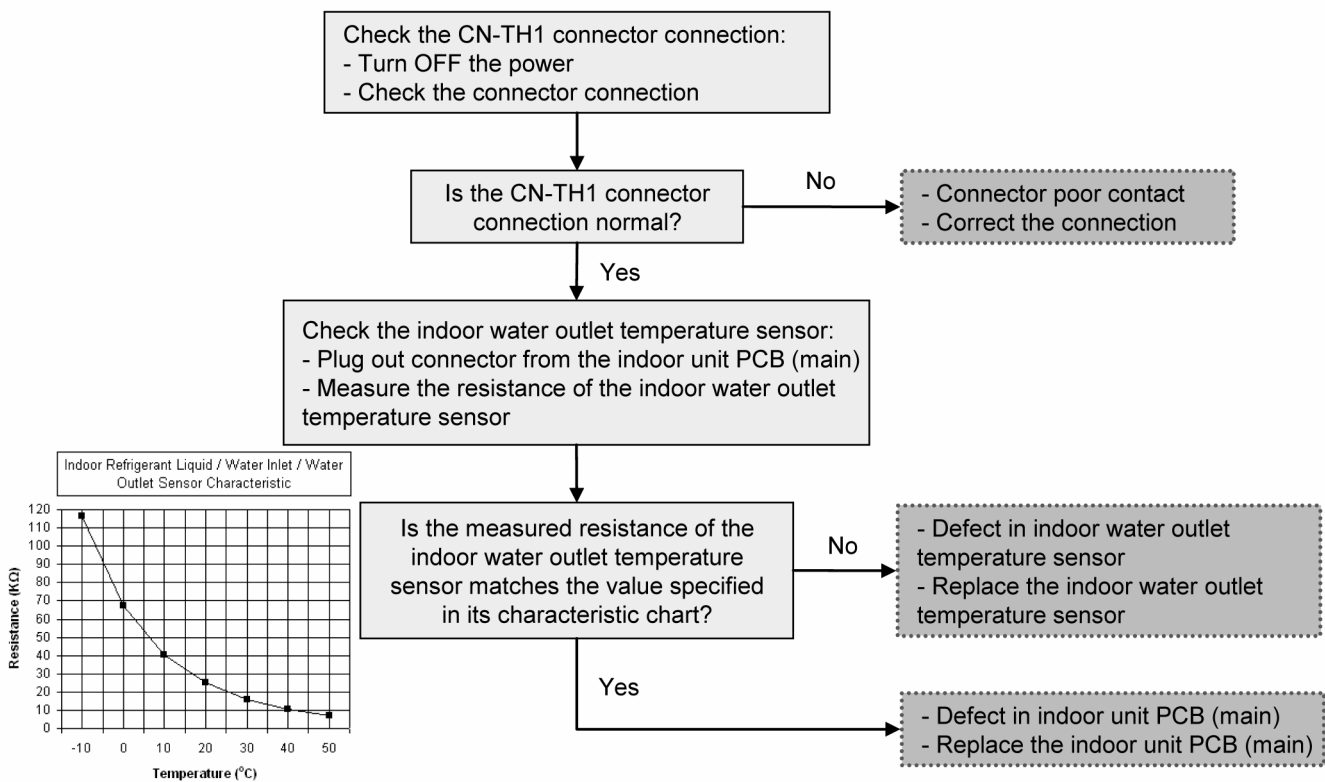 Check the CN-TH1 connector connection:
- Turn OFF the power
- Check the connector connection
Is the CN-TH1 connector
connection normal?
No
- Connector poor contact
- Correct the connection
Yes
Check the indoor water outlet temperature sensor:
- Plug out connector from the indoor unit PCB (main)
- Measure the resistance of the indoor water outlet
temperature sensor
Indoor Refrigerant Liquid / Water Inlet / Water
Outlet Sensor Characteristic
120
110
100
90
80
70
60
50
40
30
20
10
0
Resistance (KΩ)
-10 0 10 20 30 40 50
Temperature (°C)
Is the measured resistance of the
indoor water outlet temperature
sensor matches the value specified
in its characteristic chart?
No
- Defect in indoor water outlet
temperature sensor
- Replace the indoor water outlet
temperature sensor
Yes
- Defect in indoor unit PCB (main)
- Replace the indoor unit PCB (main)